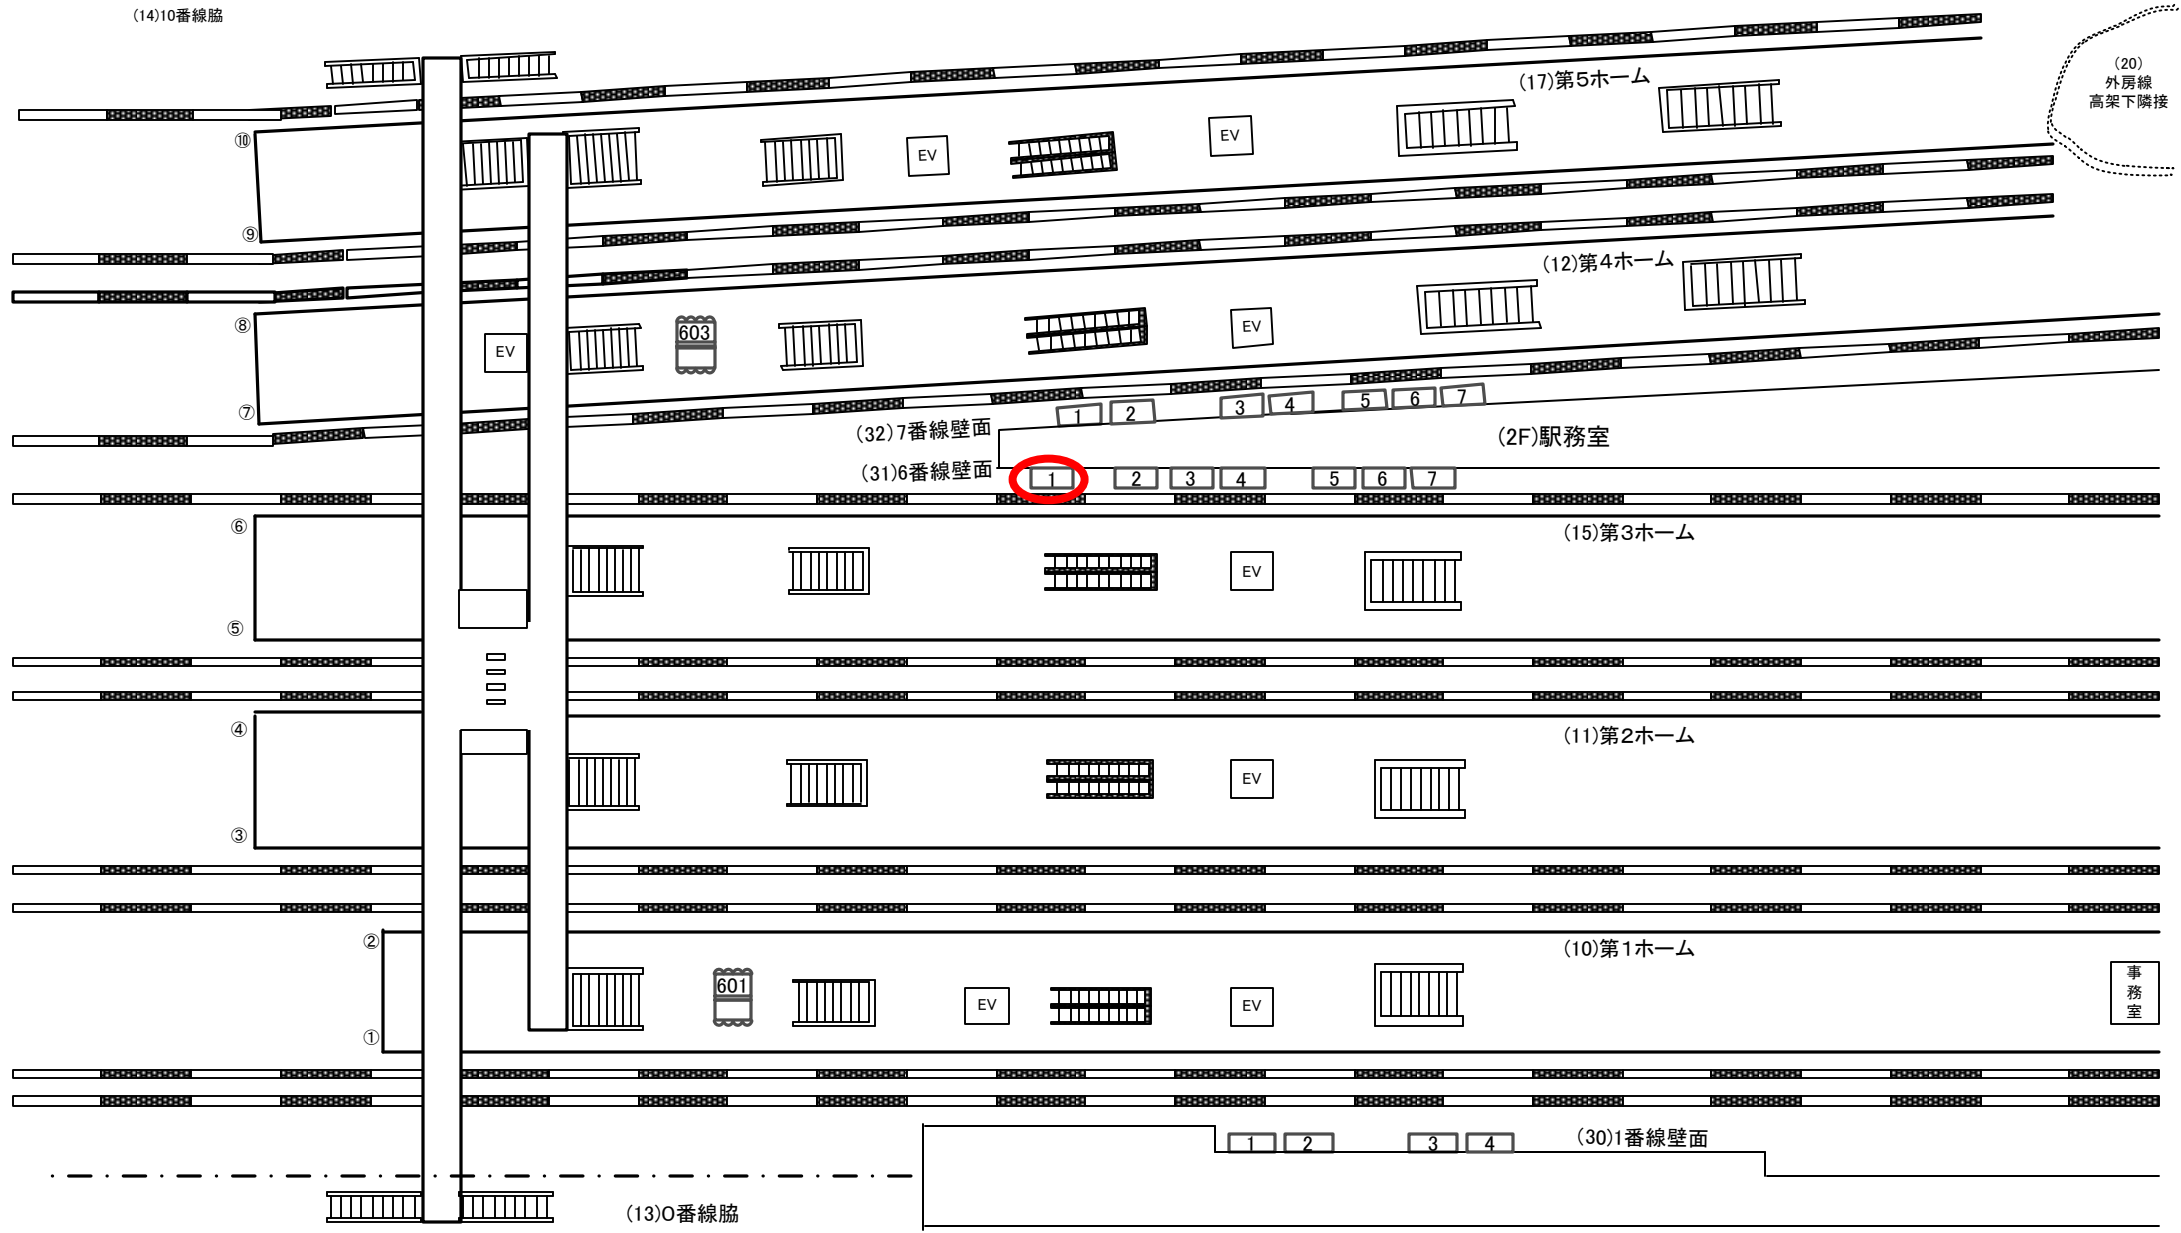 (14)10番線脇
(20)
外房線
高架下隣接
(17)第5ホーム
⑩
EV
EV
⑨
(12)第4ホーム
⑧
EV
603
EV
⑦
1 2 3 4 5 6 7
(32)7番線壁面
(2F)駅務室
(31)6番線壁面
1 2 3 4 5 6 7
⑥
(15)第3ホーム
EV
⑤
④
(11)第2ホーム
EV
③
②
(10)第1ホーム
601
EV
EV
事
務
室
①
1 2 3 4
(30)1番線壁面
(13)0番線脇